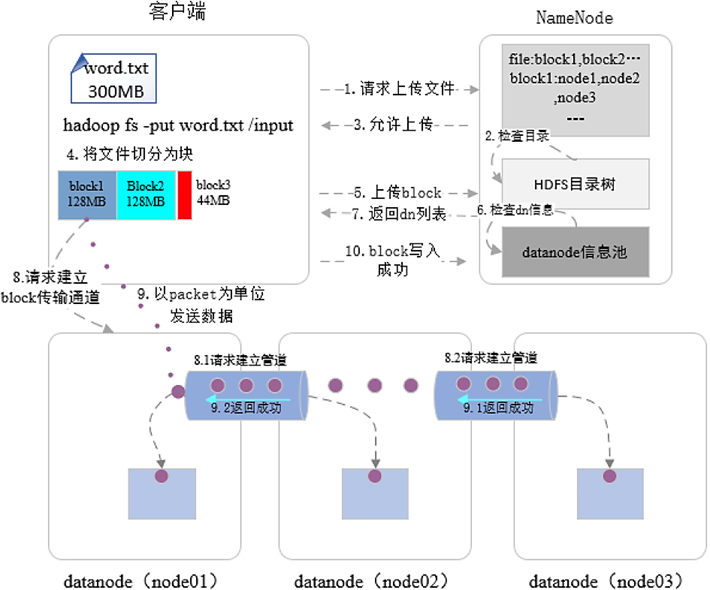 客户端
NameNode
word.txt
300MB
file:block1,block2…
block1:node1,node2
,node3
---
1.请求上传文件
hadoop fs -put word.txt /input
3.允许上传
2.检查目录
4.将文件切分为块
HDFS目录树
block1
128MB
Block2
128MB
block3
44MB
5.上传block
7.返回dn列表
6.检查dn信息
10.block写入
成功
datanode信息池
8.请求建立
block传输通道
9.以packet为单位
发送数据
8.1请求建立管道
8.2请求建立管道
9.2返回成功
9.1返回成功
datanode（node01）
datanode（node02）
datanode（node03）